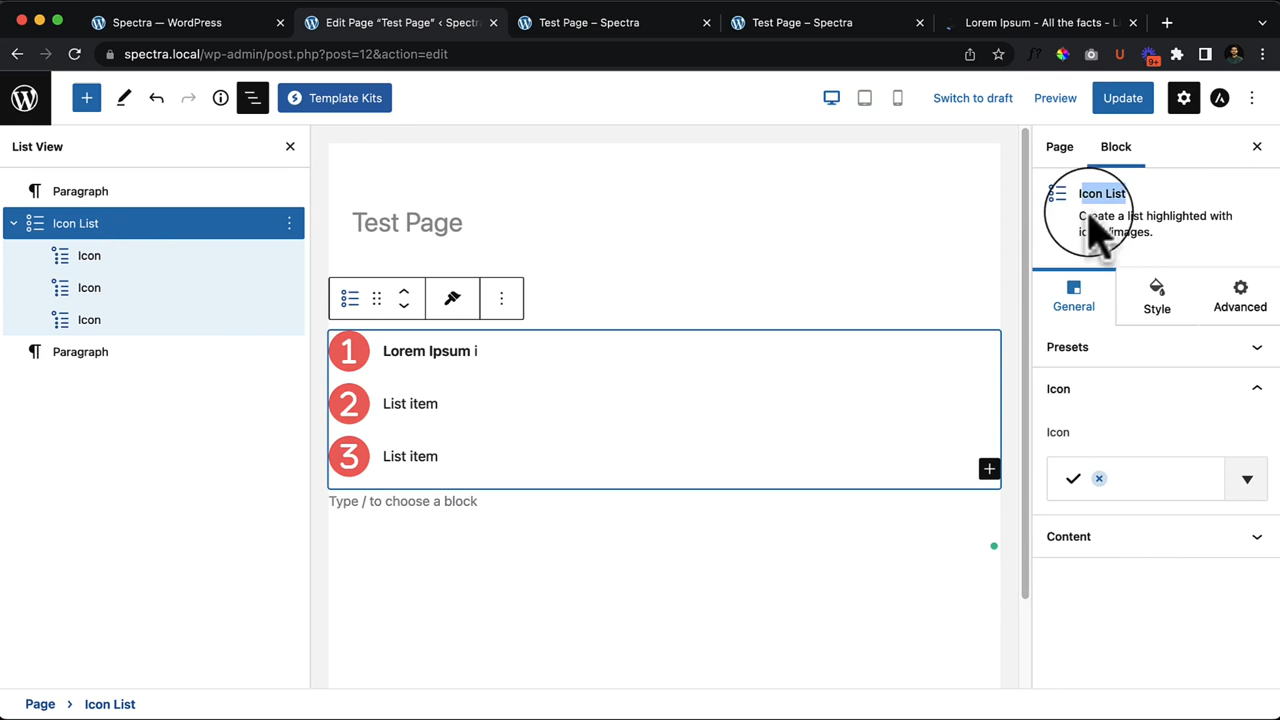 Spectra — WordPress
Edit Page “Test Page” ‹ Spectr
Test Page – Spectra
Test Page – Spectra
Lorem Ipsum - All the facts - Li
spectra.local/wp-admin/post.php?post=12&action=edit
9+
Template Kits
Switch to draft
Preview
Update
List View
Paragraph
Icon List
Icon
Icon
Icon
Paragraph
Test Page
1 Lorem Ipsum i
2 List item
3 List item
Type / to choose a block
Page
Block
Icon List
Create a list highlighted with
General
Style
Advanced
Presets
Icon
Icon
Content
Page › Icon List